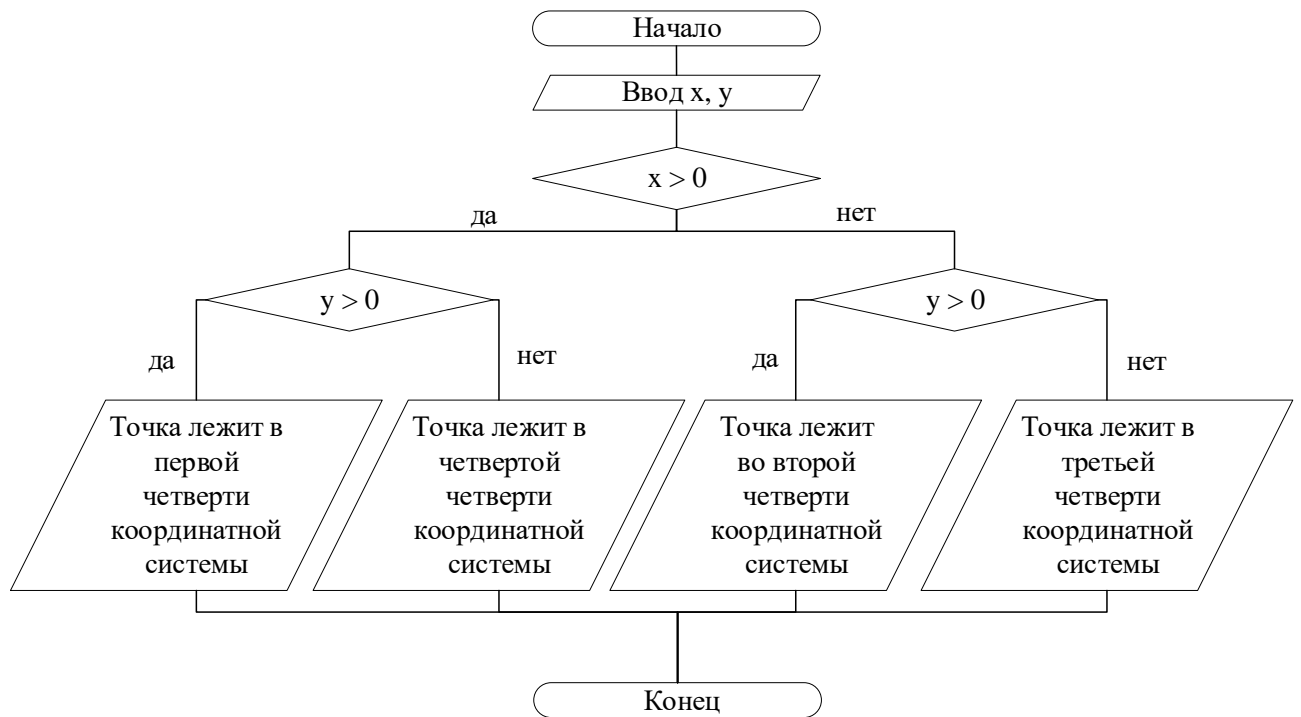 Начало
Ввод x, y
x > 0
да
нет
y > 0
y > 0
да
нет
да
нет
Точка лежит в
первой
четверти
координатной
системы
Точка лежит в
четвертой
четверти
координатной
системы
Точка лежит
во второй
четверти
координатной
системы
Точка лежит в
третьей
четверти
координатной
системы
Конец